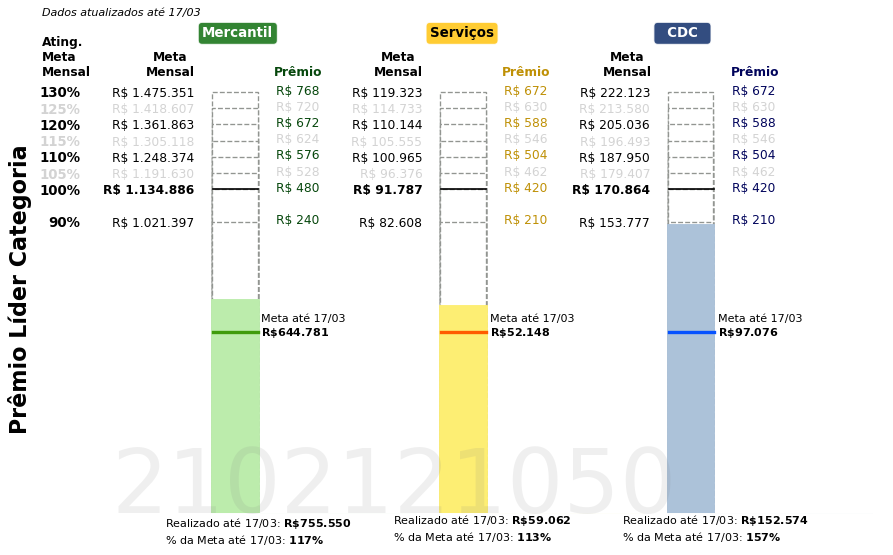 Dados atualizados até 17/03
Mercantil Serviços CDC
Ating. Meta Mensal Meta Mensal Prêmio Meta Mensal Prêmio Meta Mensal Prêmio
130% R$ 1.475.351 R$ 768 R$ 119.323 R$ 672 R$ 222.123 R$ 672
125% R$ 1.418.607 R$ 720 R$ 114.733 R$ 630 R$ 213.580 R$ 630
120% R$ 1.361.863 R$ 672 R$ 110.144 R$ 588 R$ 205.036 R$ 588
115% R$ 1.305.118 R$ 624 R$ 105.555 R$ 546 R$ 196.493 R$ 546
110% R$ 1.248.374 R$ 576 R$ 100.965 R$ 504 R$ 187.950 R$ 504
105% R$ 1.191.630 R$ 528 R$ 96.376 R$ 462 R$ 179.407 R$ 462
100% R$ 1.134.886 R$ 480 R$ 91.787 R$ 420 R$ 170.864 R$ 420
90% R$ 1.021.397 R$ 240 R$ 82.608 R$ 210 R$ 153.777 R$ 210
Prêmio Líder Categoria
Meta até 17/03 Meta até 17/03 Meta até 17/03
R$644.781 R$52.148 R$97.076
2102121050
Realizado até 17/03: R$755.550 Realizado até 17/03: R$59.062 Realizado até 17/03: R$152.574
% da Meta até 17/03: 117% % da Meta até 17/03: 113% % da Meta até 17/03: 157%